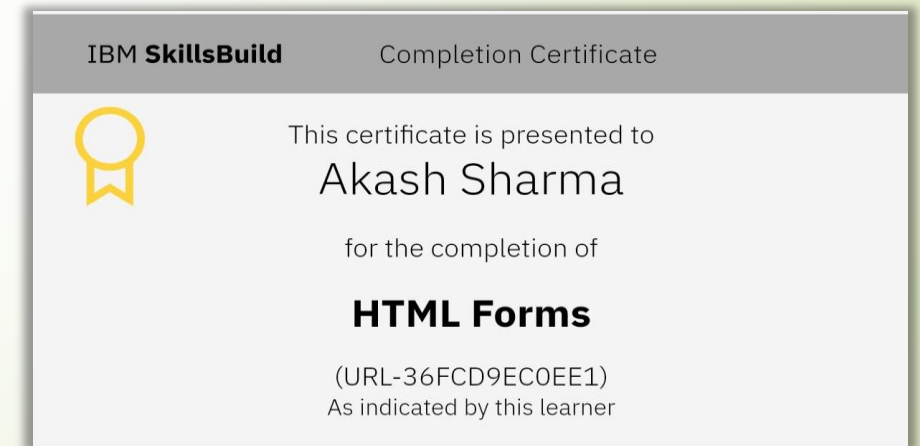 IBM SkillsBuild Completion Certificate
This certificate is presented to
Akash Sharma
for the completion of
HTML Forms
(URL-36FCD9EC0EE1)
As indicated by this learner